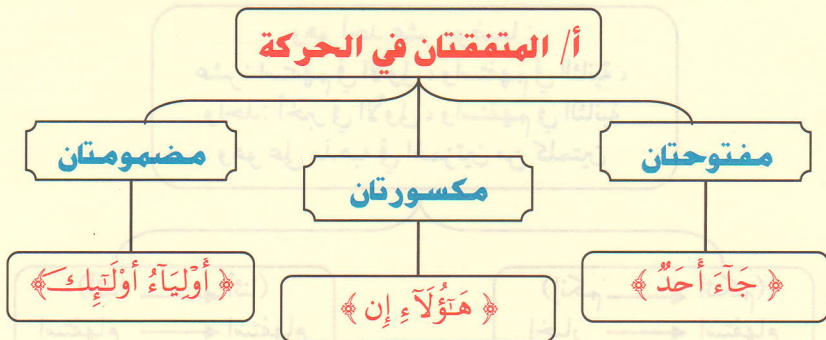 أ/ المتفقتان في الحركة
مفتوحتان
مكسورتان
مضمومتان
﴿ جَآءَ أَحَدٌ ﴾
﴿ هَـٰٓؤُلَآءِ إِن ﴾
﴿ أَوْلِيَآءُ أُوْلَـٰٓئِكَ ﴾